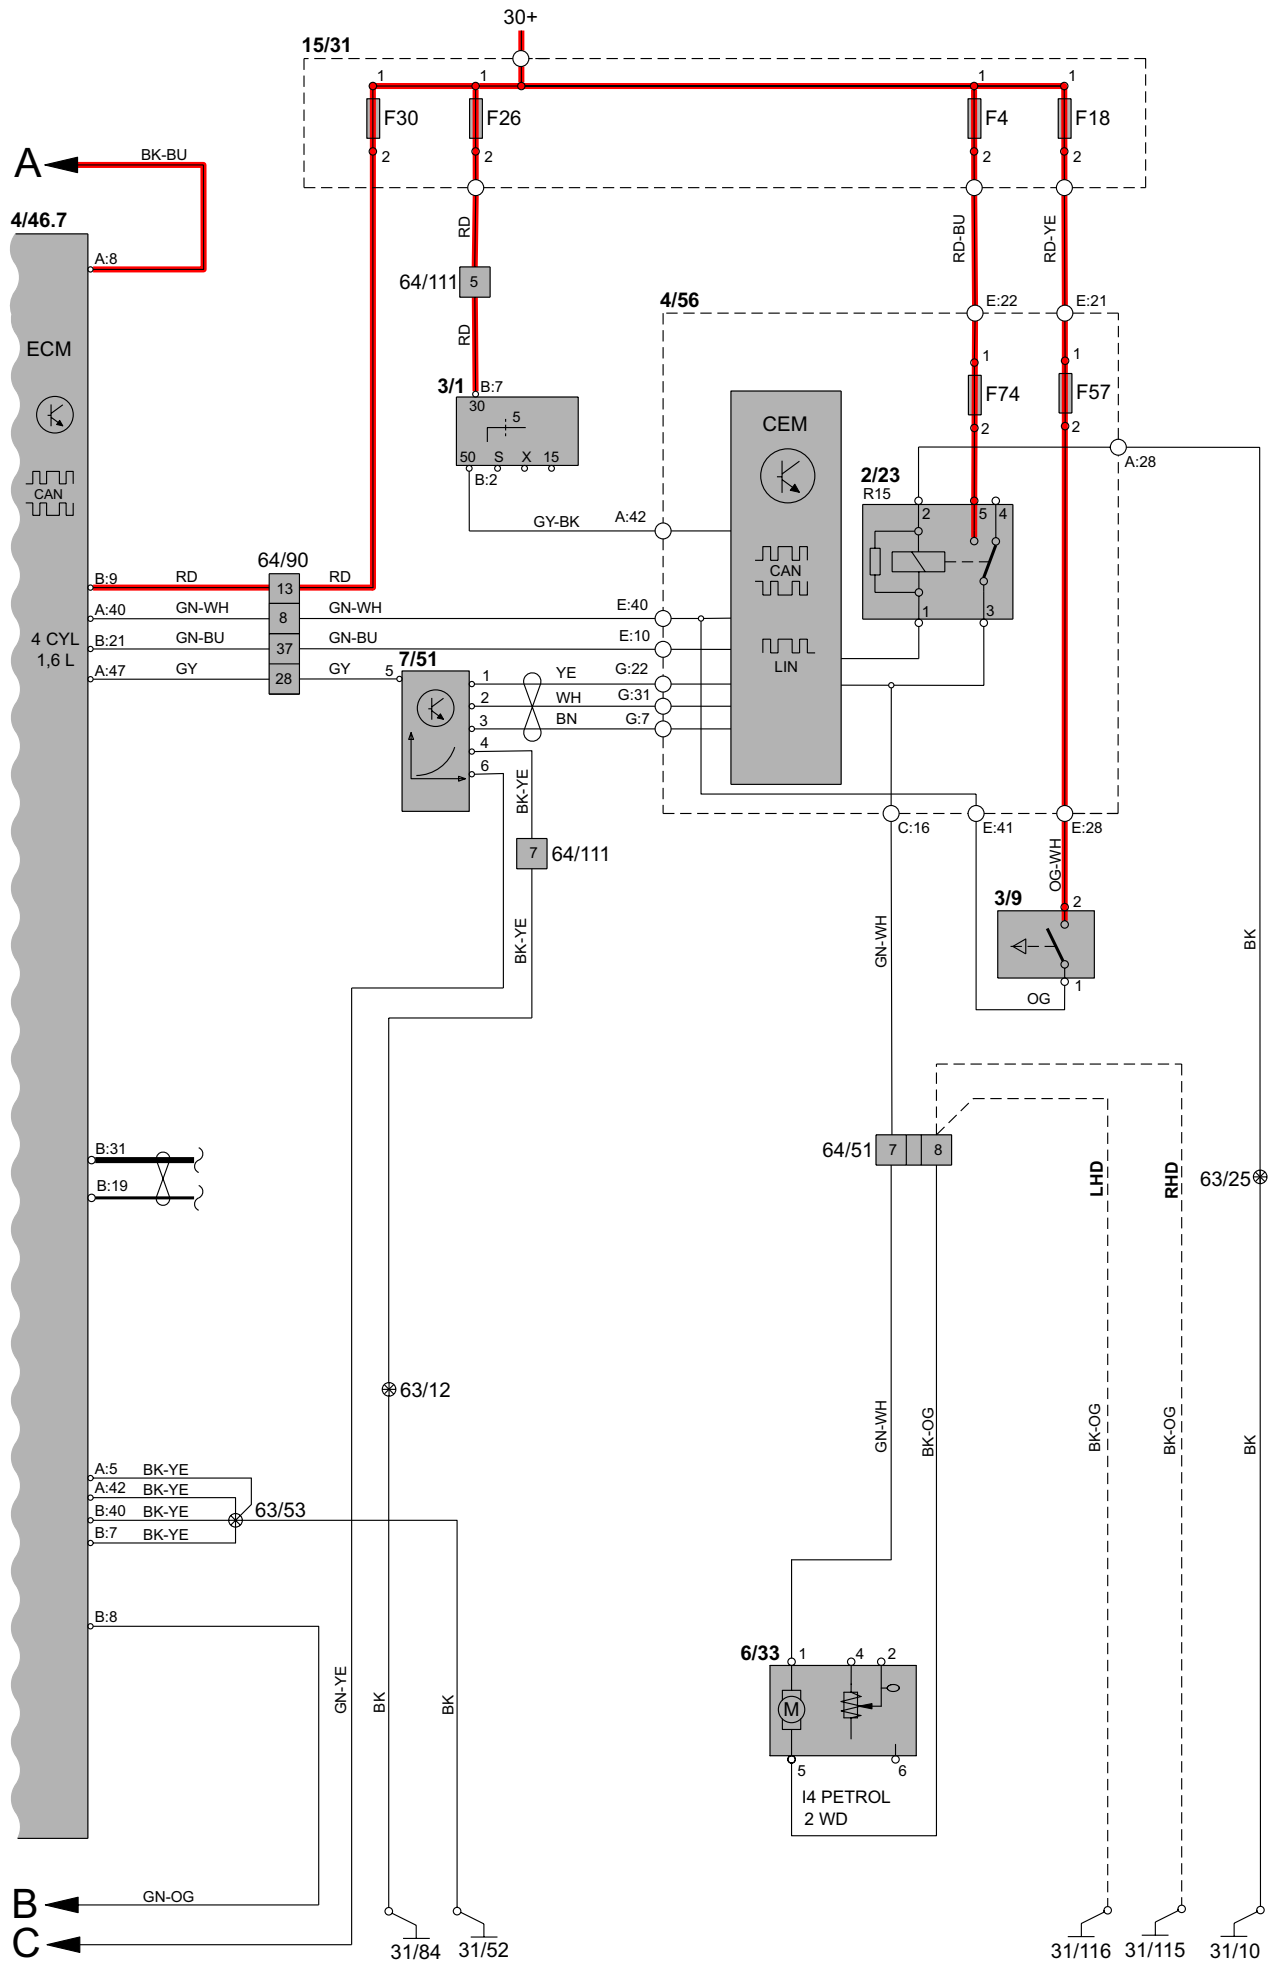 30+
15/31
1
1
1
1
F30
F26
F4
F18
2
2
2
2
A
BK-BU
4/46.7
A:8
ECM
CAN
RD
RD-BU
RD-YE
64/111
5
RD
4/56
E:22
E:21
3/1
B:7
30
5
50
S
X
15
B:2
GY-BK
A:42
CEM
CAN
LIN
1
F74
2
1
F57
2
A:28
2/23
R15
2
5
4
1
3
64/90
B:9
RD
13
RD
A:40
GN-WH
8
GN-WH
E:40
4 CYL
1,6 L
B:21
GN-BU
37
GN-BU
E:10
A:47
GY
28
GY
5
7/51
1
YE
G:22
2
WH
G:31
3
BN
G:7
4
6
BK-YE
7
64/111
BK-YE
C:16
E:41
E:28
OG-WH
3/9
2
1
OG
GN-WH
BK
64/51
7
8
LHD
RHD
63/25
B:31
B:19
63/12
GN-WH
BK-OG
BK-OG
BK-OG
BK
A:5
BK-YE
A:42
BK-YE
B:40
BK-YE
B:7
BK-YE
63/53
B:8
GN-YE
BK
BK
6/33
1
4
2
M
5
6
I4 PETROL
2 WD
B
GN-OG
C
31/84
31/52
31/116
31/115
31/10